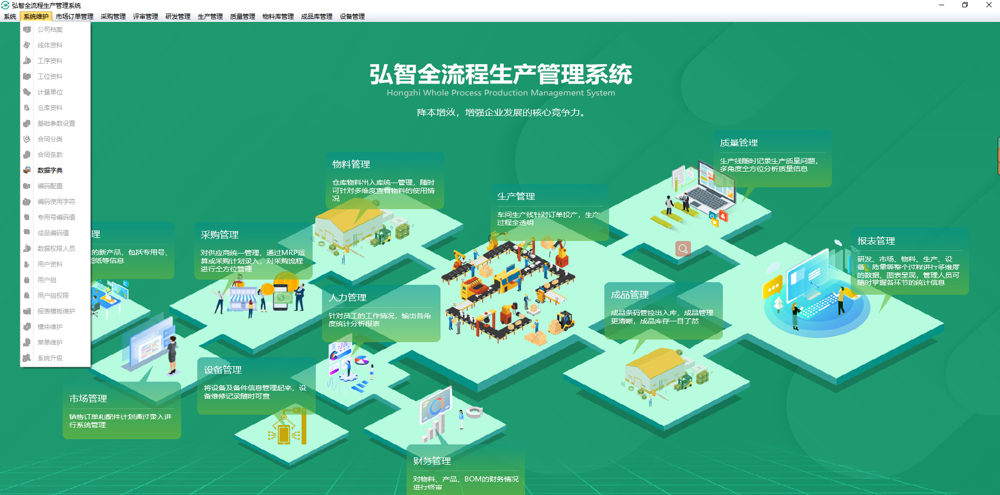 弘智全流程生产管理系统
系统 系统维护 市场订单管理 采购管理 评审管理 研发管理 生产管理 质量管理 物料库管理 成品库管理 设备管理
公司档案
线体资料
工序资料
工位资料
计量单位
仓库资料
基础参数设置
合同分类
合同条款
数据字典
编码配置
编码使用字符
专用号编码值
成品编码值
数据权限人员
用户资料
用户组
用户组权限
报表模板维护
模块维护
菜单维护
系统升级
弘智全流程生产管理系统
Hongzhi Whole Process Production Management System
降本增效，增强企业发展的核心竞争力。
质量管理
生产线随时记录生产质量问题，
多角度全方位分析质量信息
物料管理
仓库物料出入库统一管理，随时
可针对多维度查看物料的使用情
况
生产管理
车间生产线针对订单投产，生产
过程全透明
理
的新产品，包括专用号、
图纸等信息
采购管理
对供应商统一管理，通过MRP运
算或采购计划录入，对采购流程
进行全方位管理
报表管理
研发、市场、物料、生产、设
备、质量等整个过程进行多维度
的数据、图表呈现，管理人员可
随时掌握各环节的统计信息
人力管理
针对员工的工作情况，输出各角
度统计分析报表
成品管理
成品条码管控出入库，成品管理
更清晰，成品库存一目了然
设备管理
将设备及备件信息管理起来，设
备维修记录随时可查
市场管理
销售订单和配件计划通过录入进
行系统管理
财务管理
对物料、产品、BOM的财务情况
进行终审